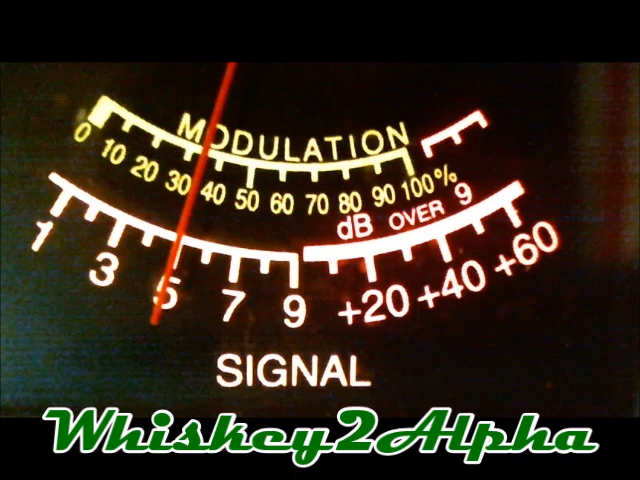 MODULATION
0 10 20 30 40 50 60 70 80 90 100%
dB OVER 9
1 3 5 7 9 +20 +40 +60
SIGNAL
Whiskey2Alpha